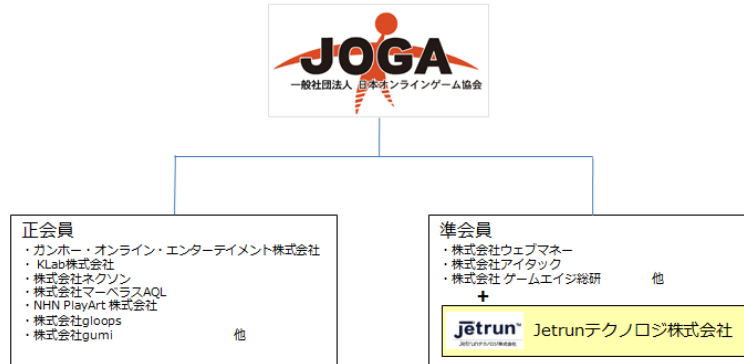 JOGA
一般社団法人 日本オンラインゲーム協会
正会員
・ガンホー・オンライン・エンターテイメント株式会社
・ KLab株式会社
・株式会社ネクソン
・株式会社マーベラスAQL
・NHN PlayArt 株式会社
・株式会社gloops
・株式会社gumi 他
準会員
・株式会社ウェブマネー
・株式会社アイタック
・株式会社 ゲームエイジ総研 他
+
Jetrun™ Jetrunテクノロジ株式会社
Jetrunテクノロジ株式会社